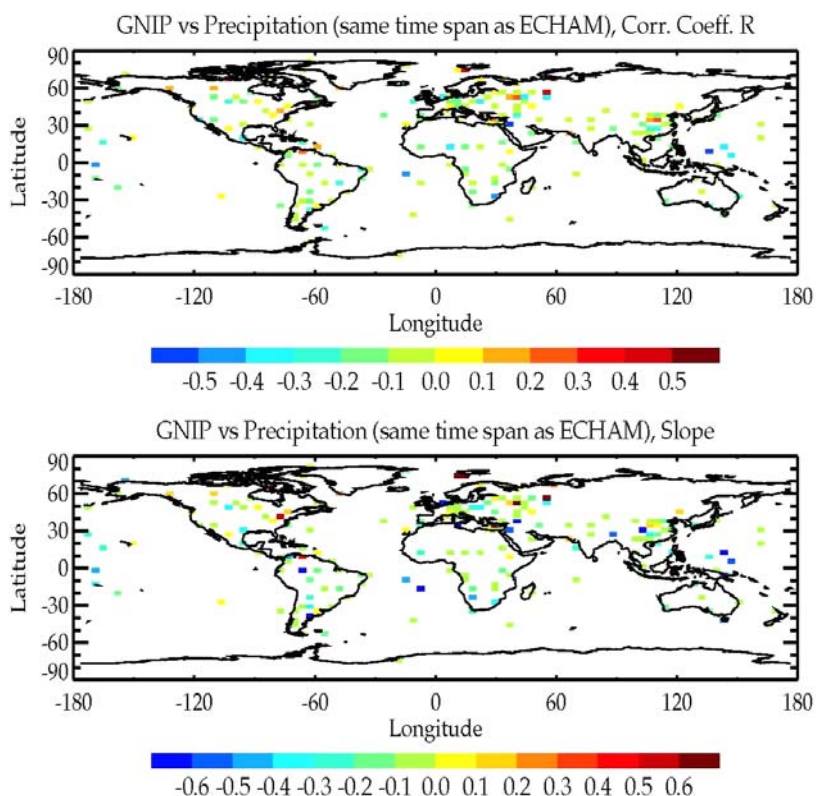 GNIP vs Precipitation (same time span as ECHAM), Corr. Coeff. R
90
60
30
0
-30
-60
-90
Latitude
-180 -120 -60 0 60 120 180
Longitude
-0.5 -0.4 -0.3 -0.2 -0.1 0.0 0.1 0.2 0.3 0.4 0.5
GNIP vs Precipitation (same time span as ECHAM), Slope
90
60
30
0
-30
-60
-90
Latitude
-180 -120 -60 0 60 120 180
Longitude
-0.6 -0.5 -0.4 -0.3 -0.2 -0.1 0.0 0.1 0.2 0.3 0.4 0.5 0.6